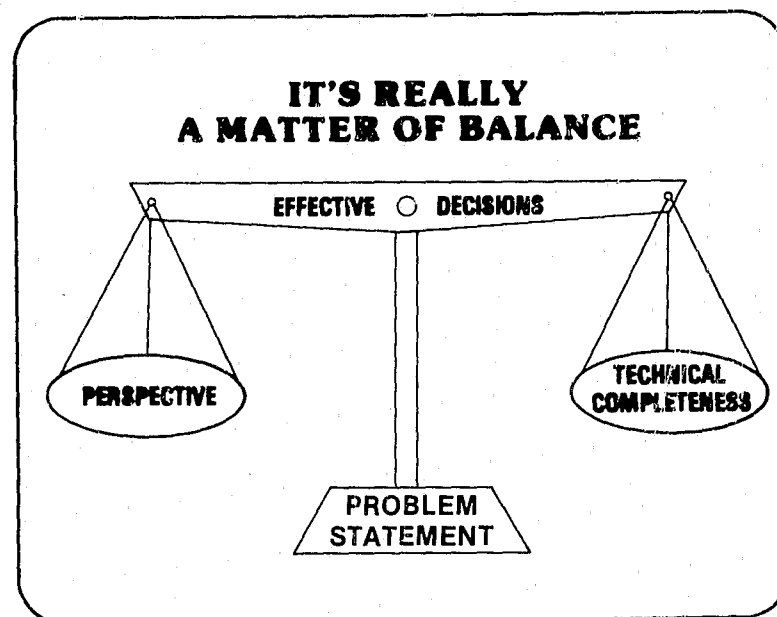 IT'S REALLY
A MATTER OF BALANCE
EFFECTIVE DECISIONS
PERSPECTIVE
TECHNICAL
COMPLETENESS
PROBLEM
STATEMENT